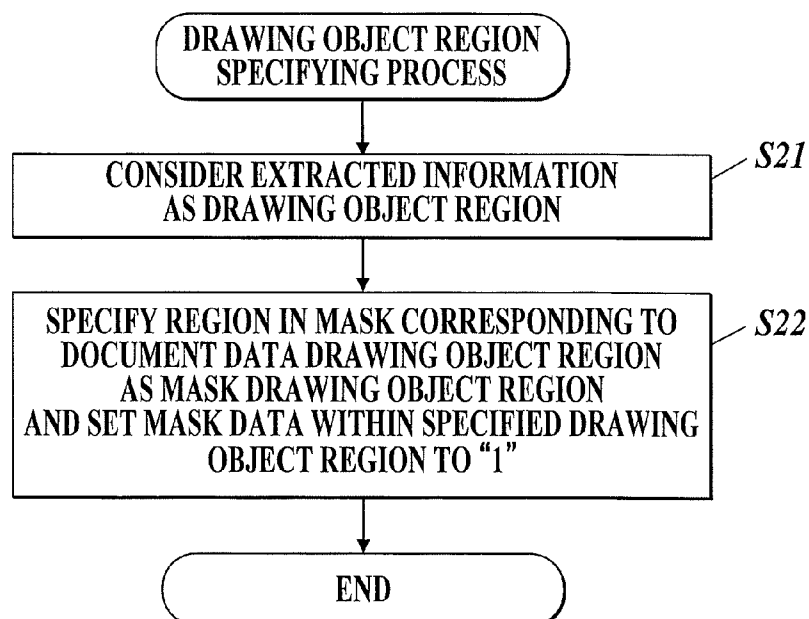 DRAWING OBJECT REGION
SPECIFYING PROCESS
CONSIDER EXTRACTED INFORMATION
AS DRAWING OBJECT REGION
S21
SPECIFY REGION IN MASK CORRESPONDING TO
DOCUMENT DATA DRAWING OBJECT REGION
AS MASK DRAWING OBJECT REGION
AND SET MASK DATA WITHIN SPECIFIED DRAWING
OBJECT REGION TO “1”
S22
END